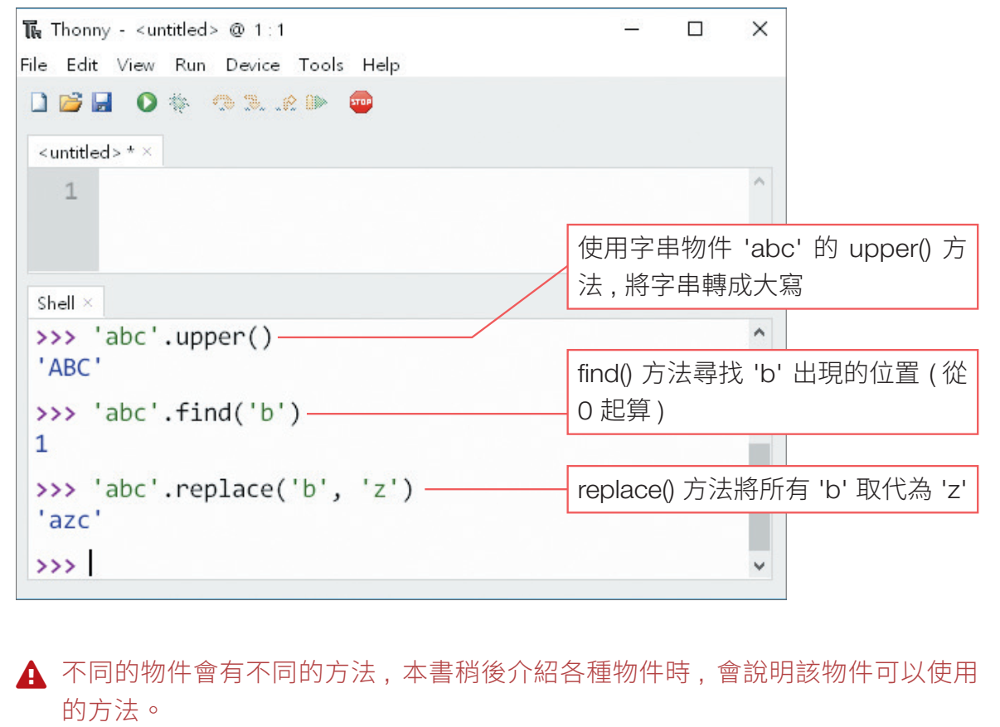 Thonny - <untitled> @ 1 : 1
File Edit View Run Device Tools Help
STOP
<untitled> * ×
1
使用字串物件 'abc' 的 upper() 方
法 , 將字串轉成大寫
Shell ×
>>> 'abc'.upper()
'ABC'
find() 方法尋找 'b' 出現的位置 ( 從
0 起算 )
>>> 'abc'.find('b')
1
>>> 'abc'.replace('b', 'z')
replace() 方法將所有 'b' 取代為 'z'
'azc'
>>>
不同的物件會有不同的方法 , 本書稍後介紹各種物件時 , 會說明該物件可以使用
的方法。